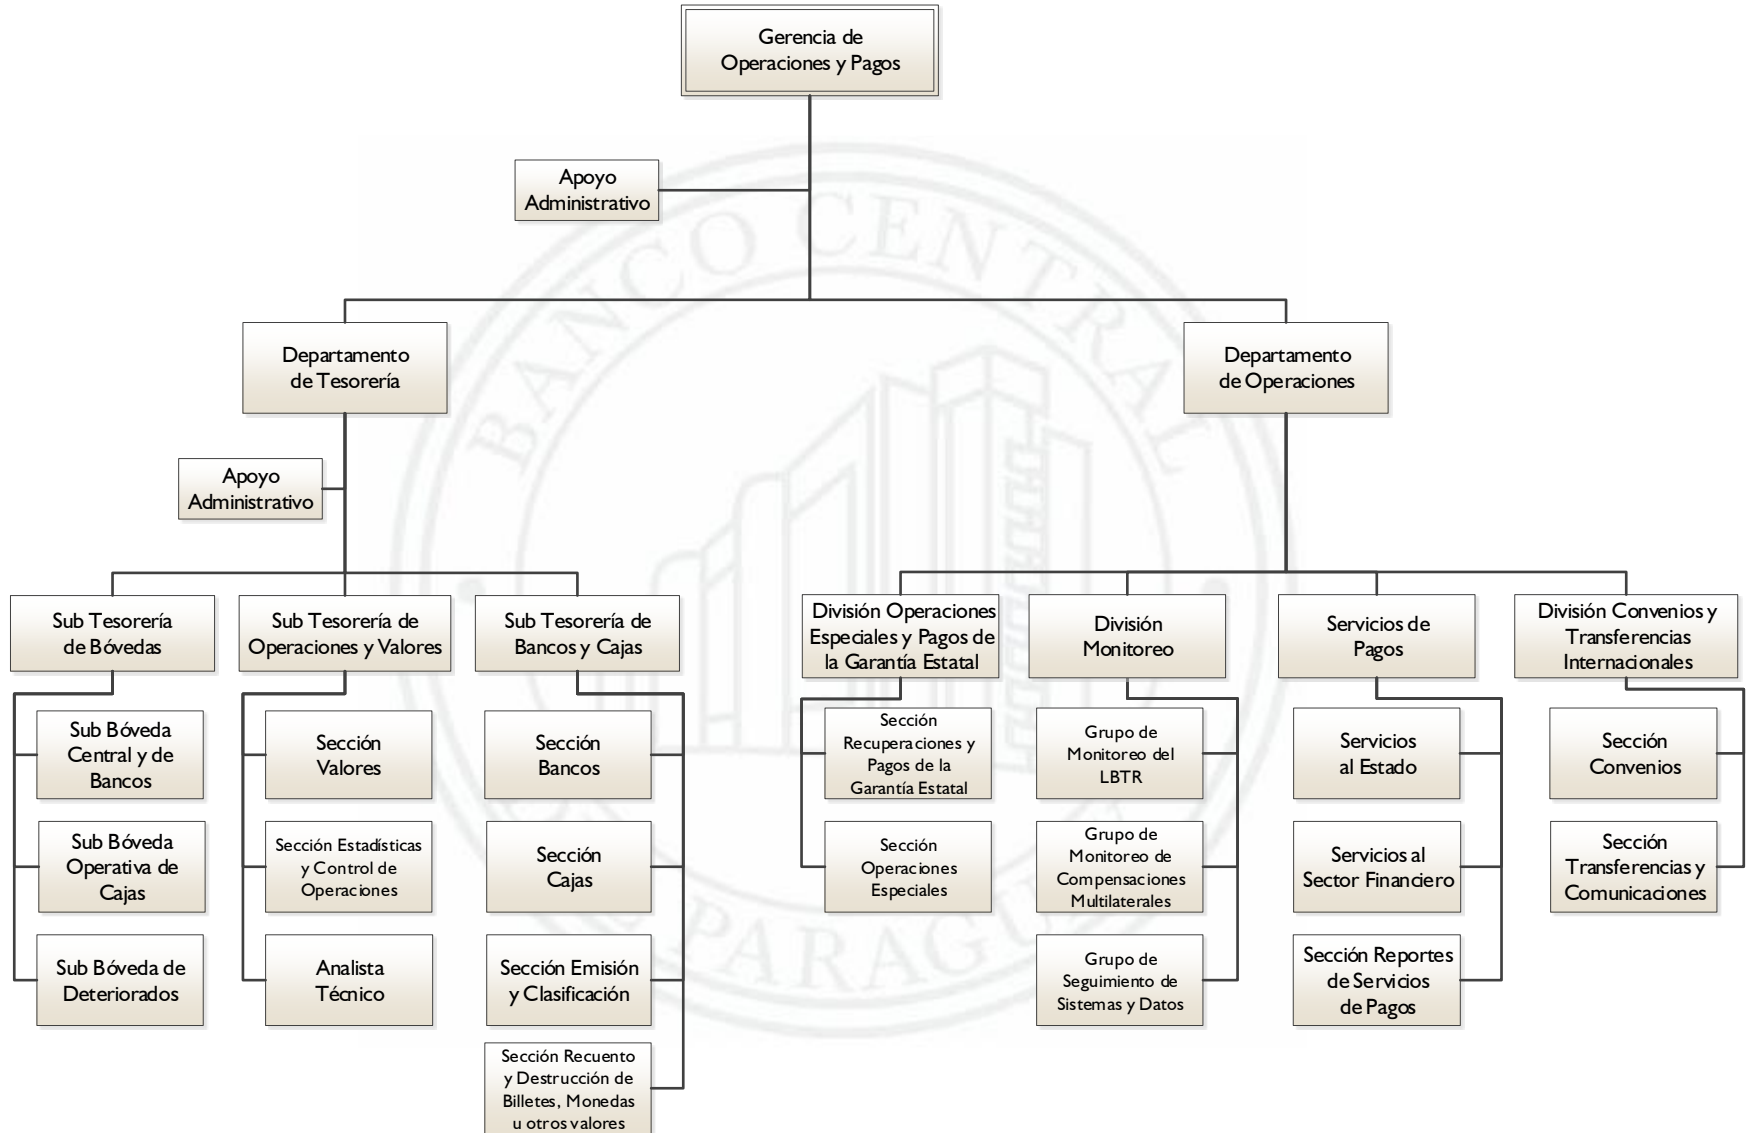 Gerencia de
Operaciones y Pagos
Apoyo
Administrativo
Departamento
de Tesorería
Departamento
de Operaciones
Apoyo
Administrativo
Sub Tesorería
de Bóvedas
Sub Tesorería de
Operaciones y Valores
Sub Tesorería de
Bancos y Cajas
División Operaciones
Especiales y Pagos de
la Garantía Estatal
División
Monitoreo
Servicios de
Pagos
División Convenios y
Transferencias
Internacionales
Sub Bóveda
Central y de
Bancos
Sección
Valores
Sección
Bancos
Sección
Recuperaciones y
Pagos de la
Garantía Estatal
Grupo de
Monitoreo del
LBTR
Servicios
al Estado
Sección
Convenios
Sub Bóveda
Operativa de
Cajas
Sección Estadísticas
y Control de
Operaciones
Sección
Cajas
Sección
Operaciones
Especiales
Grupo de
Monitoreo de
Compensaciones
Multilaterales
Servicios al
Sector Financiero
Sección
Transferencias y
Comunicaciones
Sub Bóveda de
Deteriorados
Analista
Técnico
Sección Emisión
y Clasificación
Grupo de
Seguimiento de
Sistemas y Datos
Sección Reportes
de Servicios
de Pagos
Sección Recuento
y Destrucción de
Billetes, Monedas
u otros valores
BANCO CENTRAL